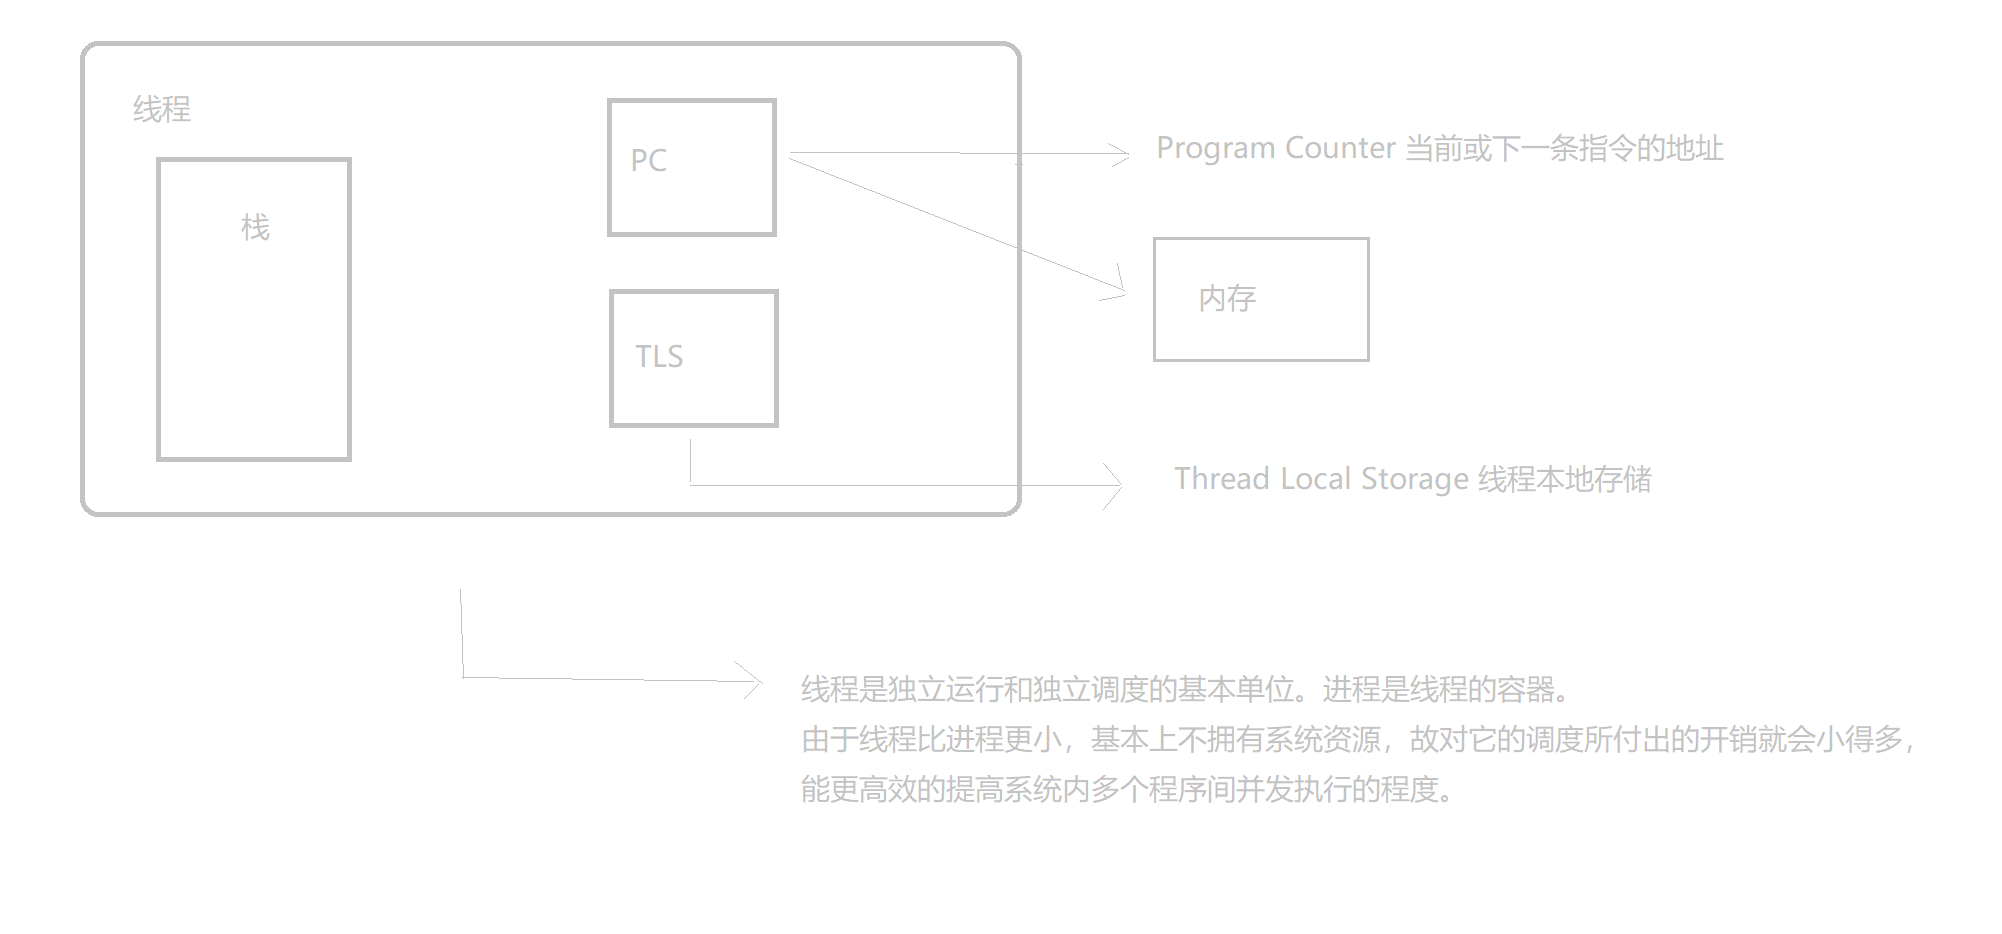 线程
栈
PC
Program Counter 当前或下一条指令的地址
内存
TLS
Thread Local Storage 线程本地存储
线程是独立运行和独立调度的基本单位。进程是线程的容器。
由于线程比进程更小，基本上不拥有系统资源，故对它的调度所付出的开销就会小得多，
能更高效的提高系统内多个程序间并发执行的程度。